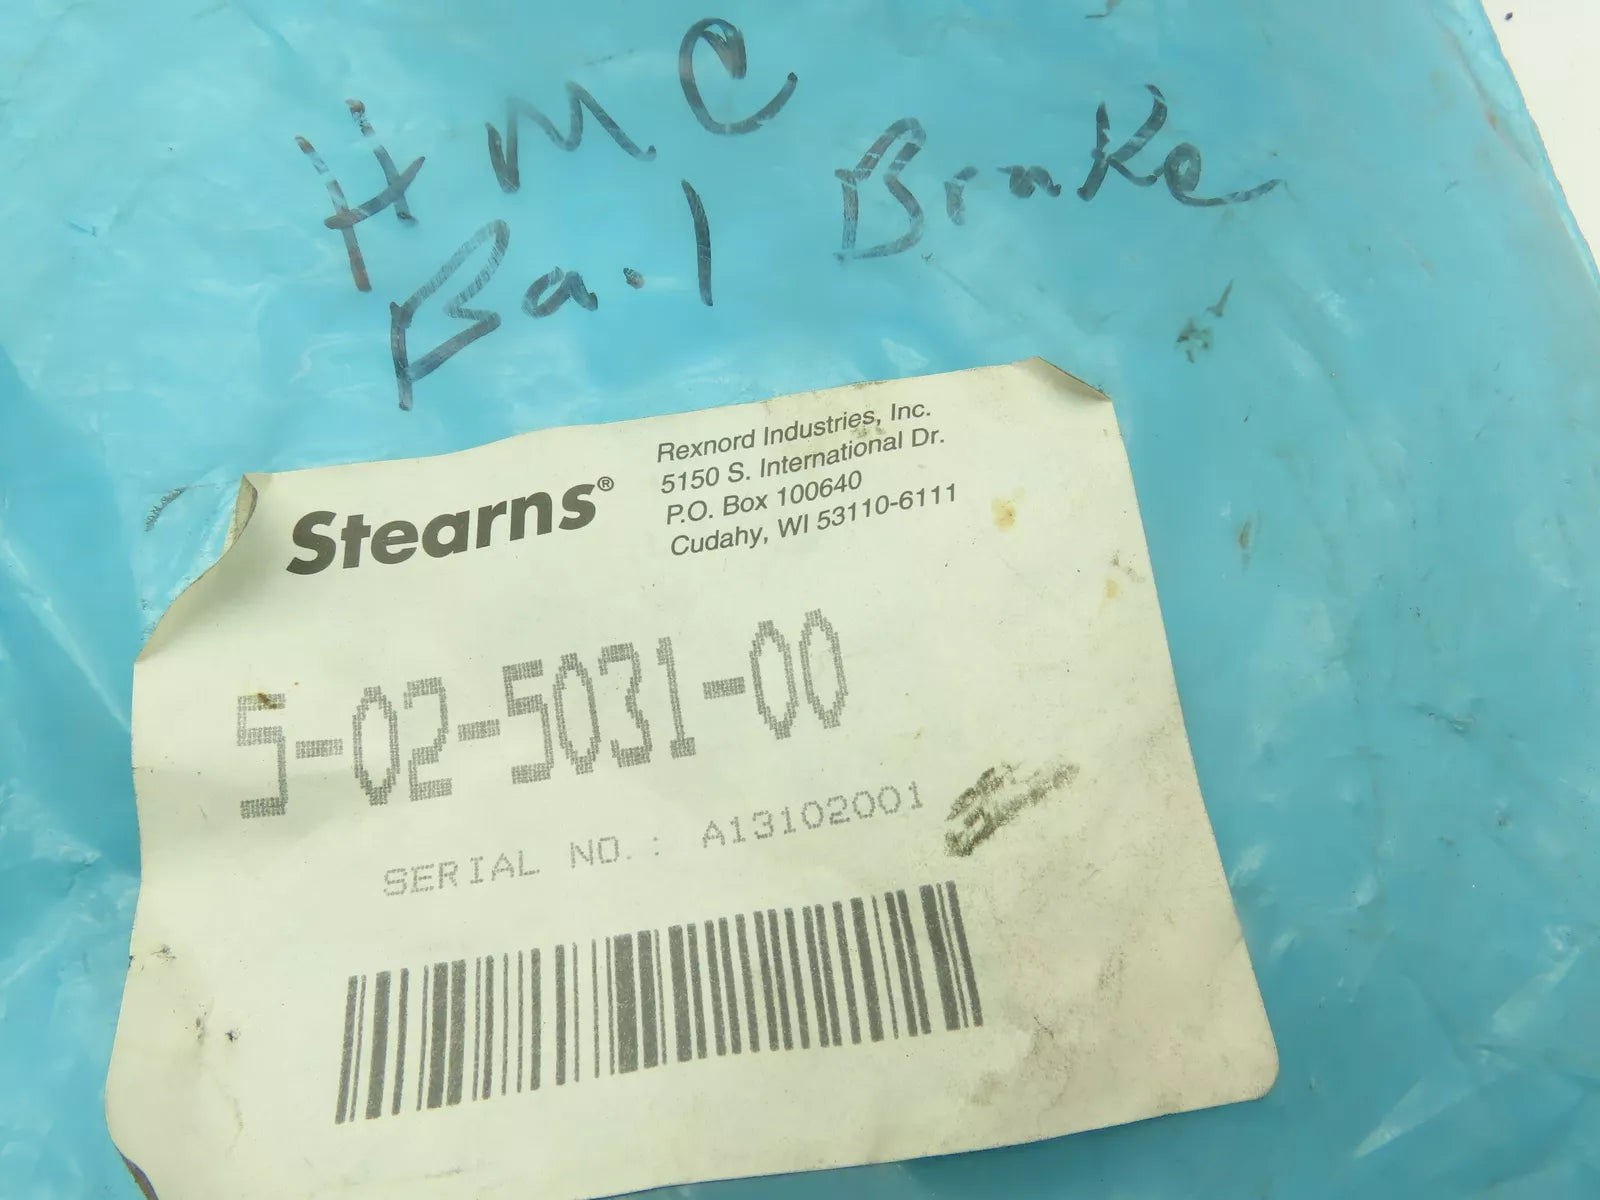 HMC
Ba.l Brake
Stearns®
Rexnord Industries, Inc.
5150 S. International Dr.
P.O. Box 100640
Cudahy, WI 53110-6111
5-02-5031-00
SERIAL NO.: A13102001